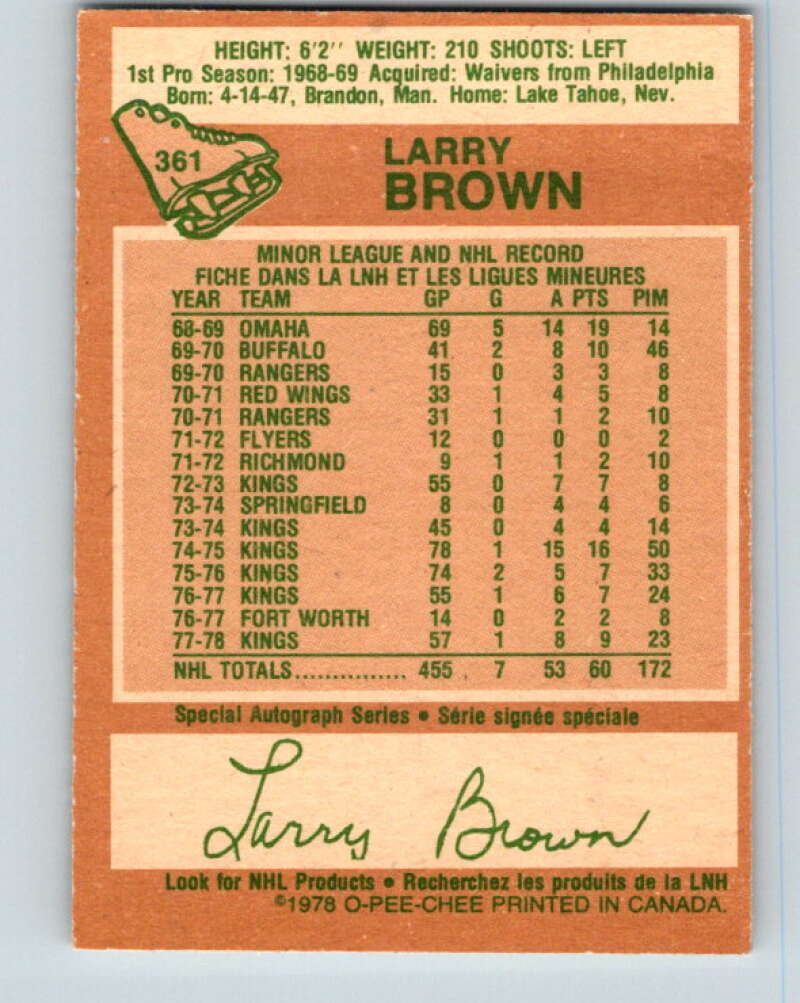 HEIGHT: 6'2'' WEIGHT: 210 SHOOTS: LEFT
1st Pro Season: 1968-69 Acquired: Waivers from Philadelphia
Born: 4-14-47, Brandon, Man. Home: Lake Tahoe, Nev.
361
LARRY
BROWN
MINOR LEAGUE AND NHL RECORD
FICHE DANS LA LNH ET LES LIGUES MINEURES
YEAR TEAM GP G A PTS PIM
68-69 OMAHA 69 5 14 19 14
69-70 BUFFALO 41 2 8 10 46
69-70 RANGERS 15 0 3 3 8
70-71 RED WINGS 33 1 4 5 8
70-71 RANGERS 31 1 1 2 10
71-72 FLYERS 12 0 0 0 2
71-72 RICHMOND 9 1 1 2 10
72-73 KINGS 55 0 7 7 8
73-74 SPRINGFIELD 8 0 4 4 6
73-74 KINGS 45 0 4 4 14
74-75 KINGS 78 1 15 16 50
75-76 KINGS 74 2 5 7 33
76-77 KINGS 55 1 6 7 24
76-77 FORT WORTH 14 0 2 2 8
77-78 KINGS 57 1 8 9 23
NHL TOTALS............... 455 7 53 60 172
Special Autograph Series • Série signée spéciale
Larry Brown
Look for NHL Products • Recherchez les produits de la LNH
©1978 O-PEE-CHEE PRINTED IN CANADA.